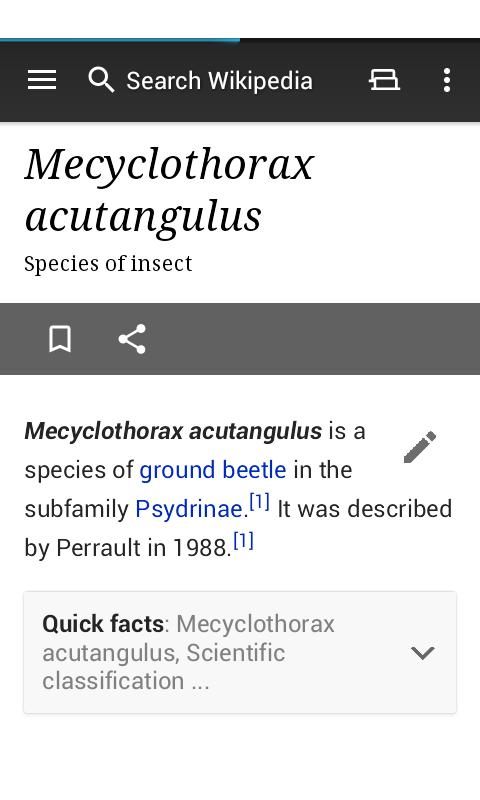 Search Wikipedia
Mecyclothorax
acutangulus
Species of insect
Mecyclothorax acutangulus is a
species of ground beetle in the
subfamily Psydrinae.[1] It was described
by Perrault in 1988.[1]
Quick facts: Mecyclothorax
acutangulus, Scientific
classification ...